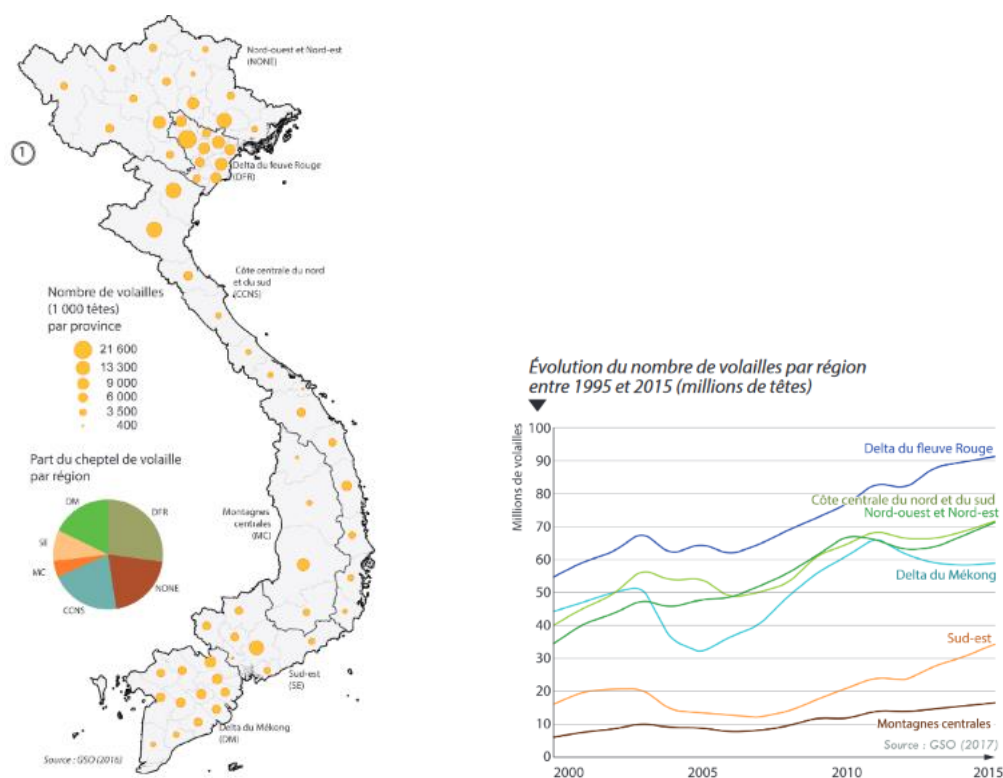 Nord-ouest et Nord-est
(NONE)
1
Delta du feuve Rouge
(DFR)
Côte centrale du nord
et du sud
(CCNS)
Nombre de volailles
(1 000 têtes)
par province
21 600
13 300
9 000
6 000
3 500
400
Part du cheptel de volaille
par région
DM
DFR
SE
MC
NONE
CCNS
Montagnes
centrales
(MC)
Sud-est
(SE)
Delta du Mékong
(DM)
Source : GSO (2016)
Évolution du nombre de volailles par région
entre 1995 et 2015 (millions de têtes)
Millions de volailles
100
90
80
70
60
50
40
30
20
10
0
Delta du fleuve Rouge
Côte centrale du nord et du sud
Nord-ouest et Nord-est
Delta du Mékong
Sud-est
Montagnes centrales
Source : GSO (2017)
2000
2005
2010
2015